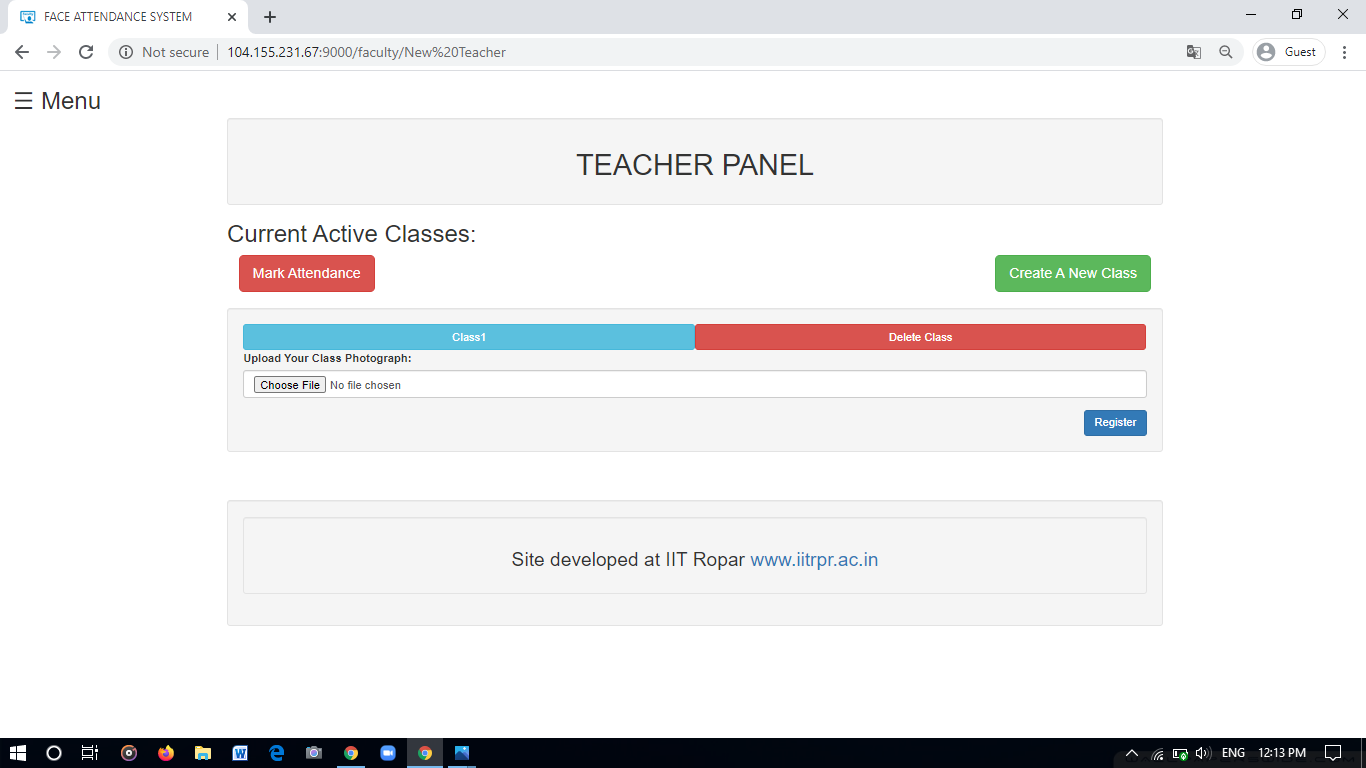 FACE ATTENDANCE SYSTEM
Not secure 104.155.231.67:9000/faculty/New%20Teacher Guest
☰ Menu
TEACHER PANEL
Current Active Classes:
Mark Attendance Create A New Class
Class1 Delete Class
Upload Your Class Photograph:
Choose File No file chosen
Register
Site developed at IIT Ropar www.iitrpr.ac.in
ENG 12:13 PM